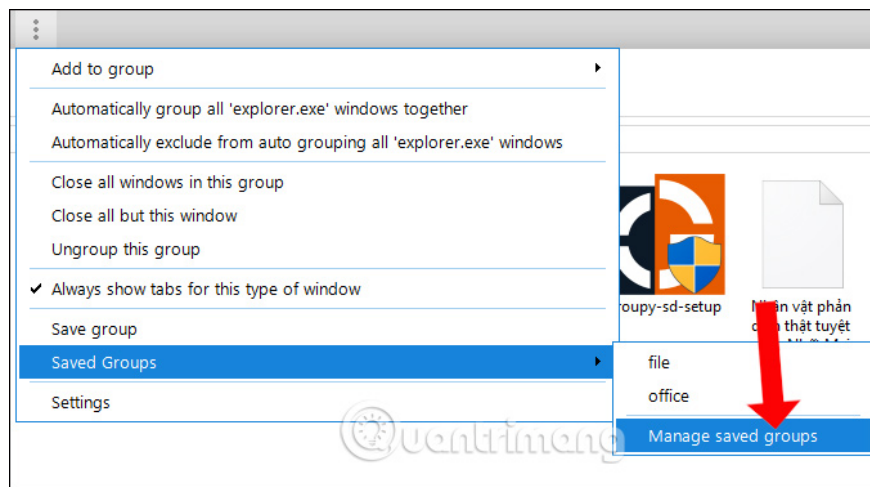 Add to group
Automatically group all 'explorer.exe' windows together
Automatically exclude from auto grouping all 'explorer.exe' windows
Close all windows in this group
Close all but this window
Ungroup this group
Always show tabs for this type of window
Save group
Saved Groups
Settings
file
office
Manage saved groups
roupy-sd-setup
Nhân vật phản
thật tuyệt
Quantrimang